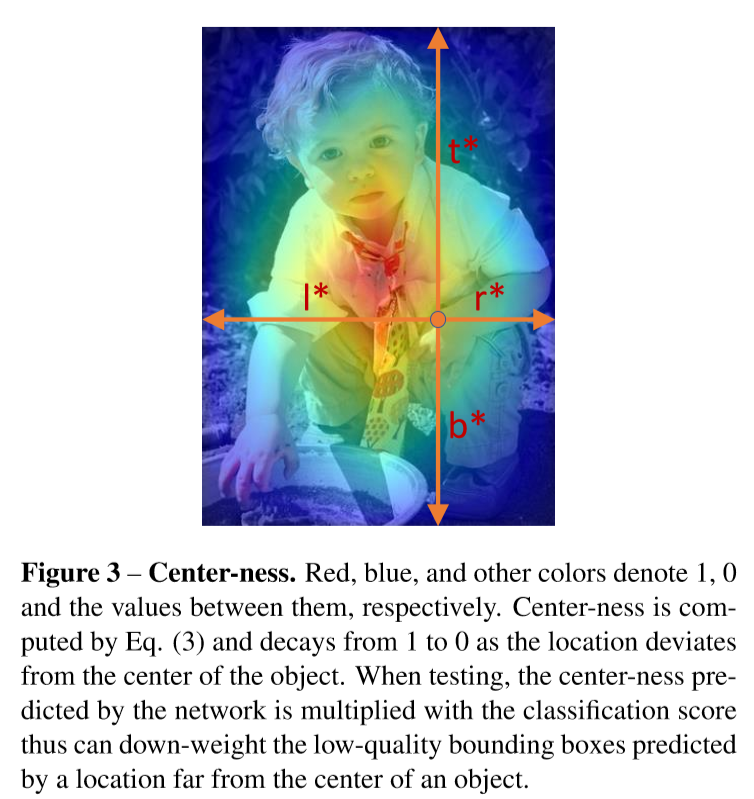 t*
l*
r*
b*
Figure 3 – Center-ness. Red, blue, and other colors denote 1, 0
and the values between them, respectively. Center-ness is com-
puted by Eq. (3) and decays from 1 to 0 as the location deviates
from the center of the object. When testing, the center-ness pre-
dicted by the network is multiplied with the classification score
thus can down-weight the low-quality bounding boxes predicted
by a location far from the center of an object.